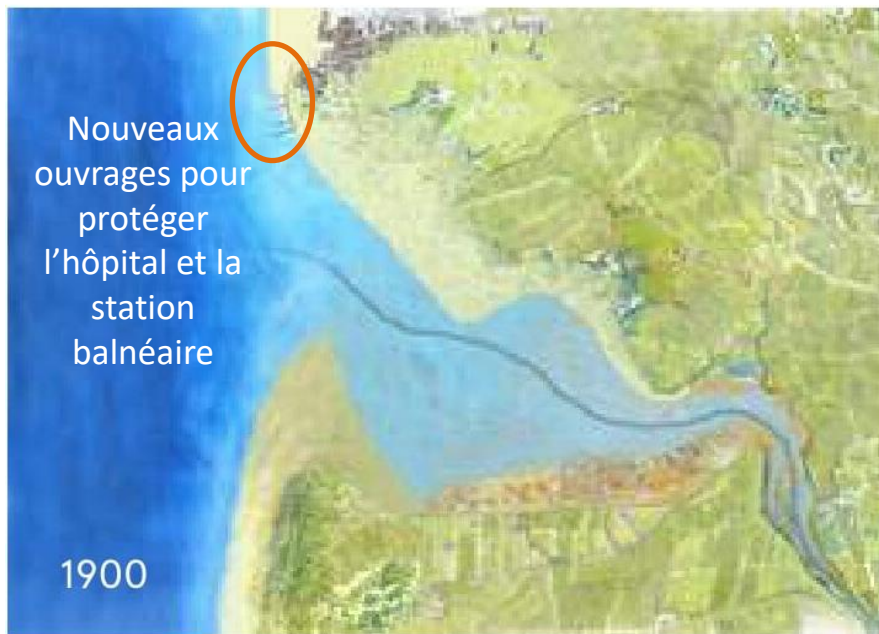 Nouveaux
ouvrages pour
protéger
l’hôpital et la
station
balnéaire
1900